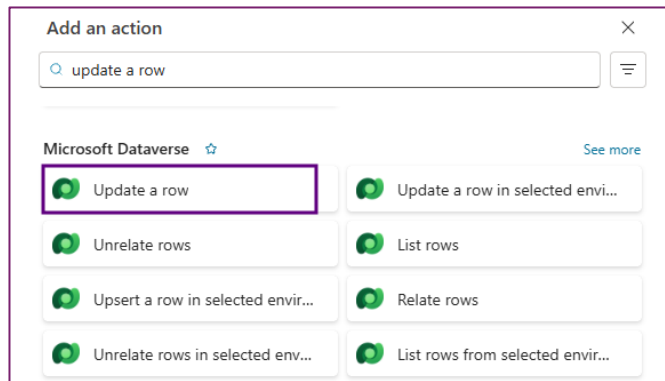 Add an action
update a row
Microsoft Dataverse
See more
Update a row
Update a row in selected envi...
Unrelate rows
List rows
Upsert a row in selected envir...
Relate rows
Unrelate rows in selected env...
List rows from selected envir...